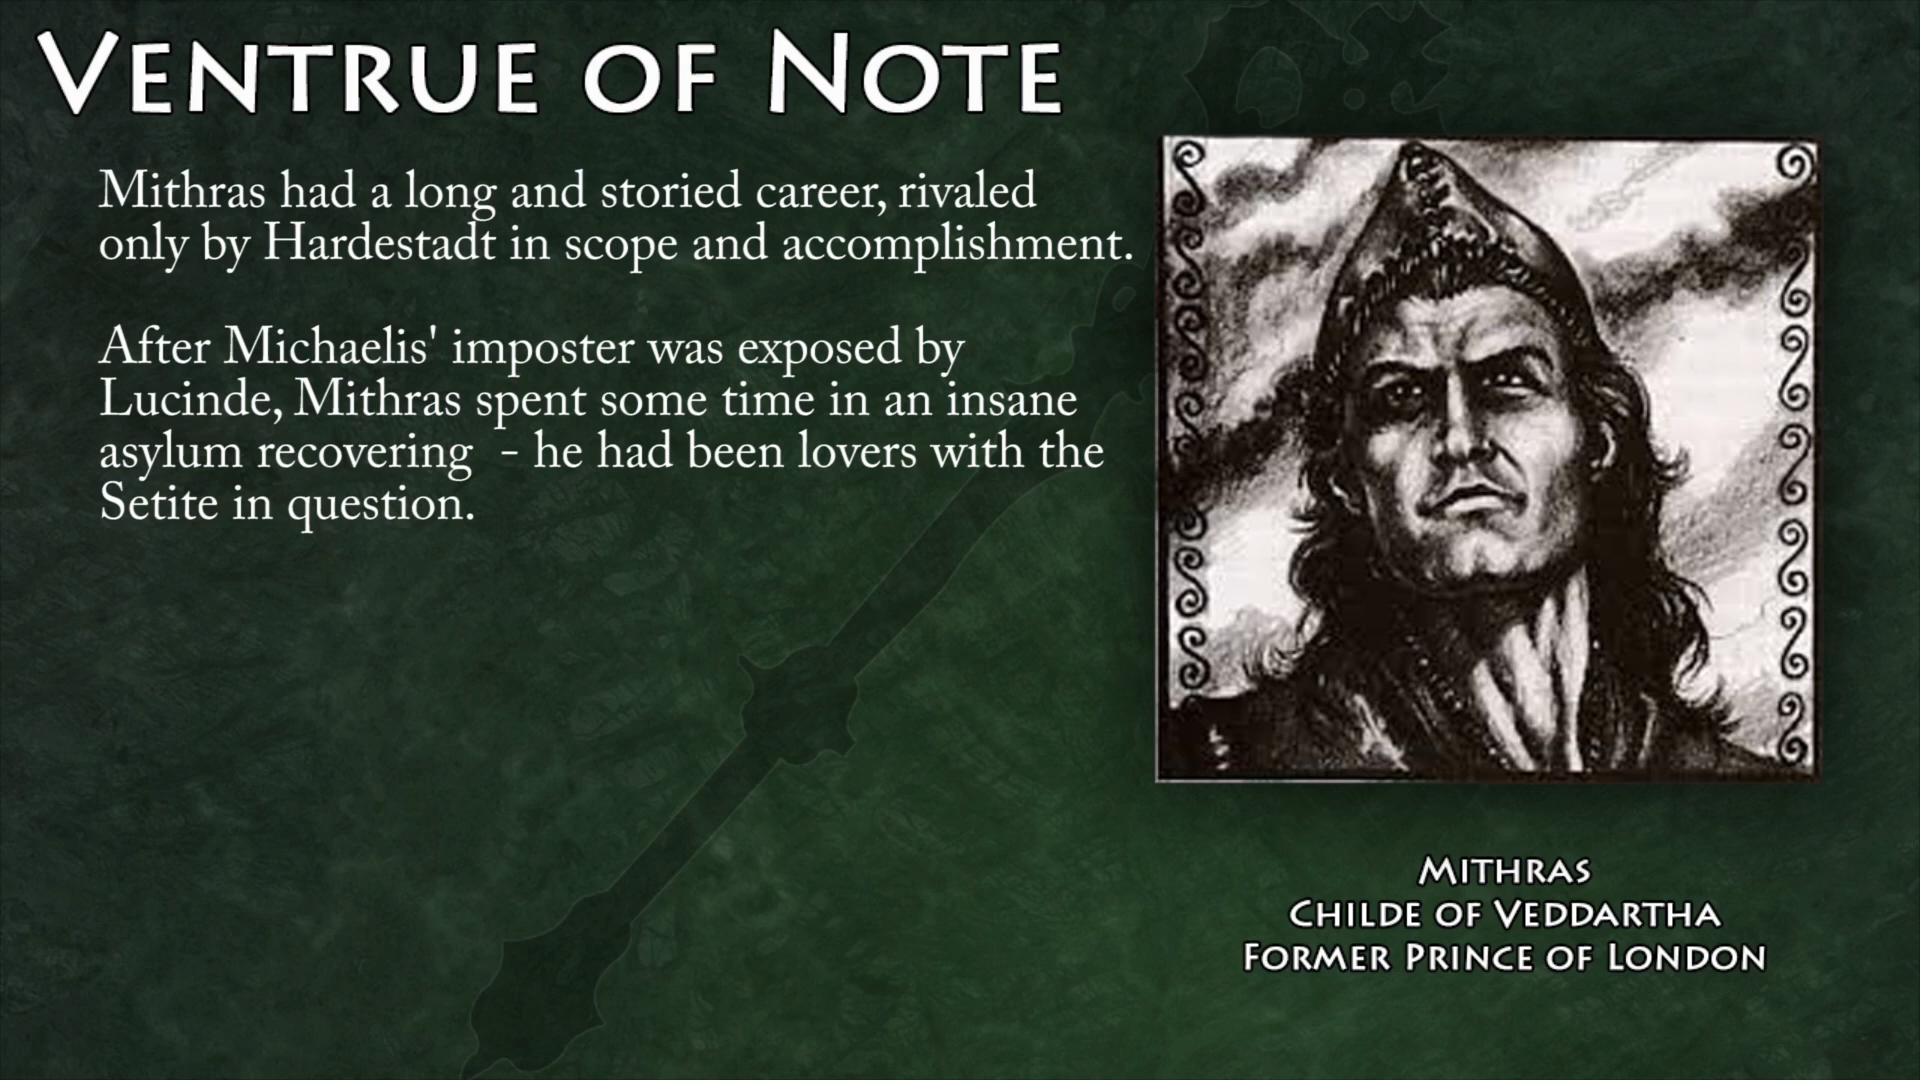 Ventrue of Note
Mithras had a long and storied career, rivaled
only by Hardestadt in scope and accomplishment.
After Michaelis' imposter was exposed by
Lucinde, Mithras spent some time in an insane
asylum recovering  - he had been lovers with the
Setite in question.
Mithras
Childe of Veddartha
Former Prince of London